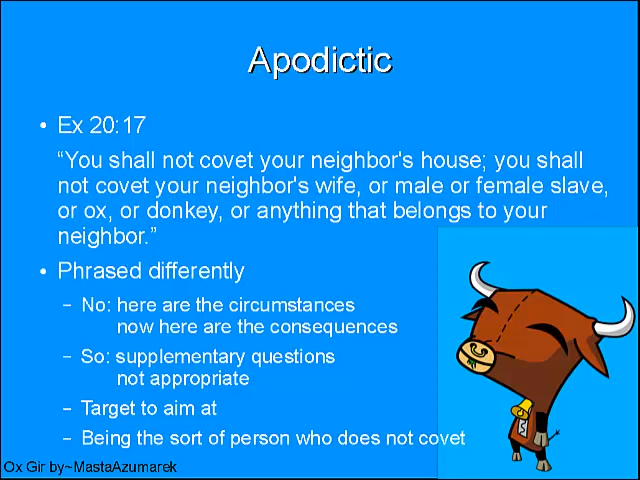 Apodictic
• Ex 20:17
“You shall not covet your neighbor's house; you shall
not covet your neighbor's wife, or male or female slave,
or ox, or donkey, or anything that belongs to your
neighbor.”
• Phrased differently
– No: here are the circumstances
now here are the consequences
– So: supplementary questions
not appropriate
– Target to aim at
– Being the sort of person who does not covet
Ox Gir by~MastaAzumarek